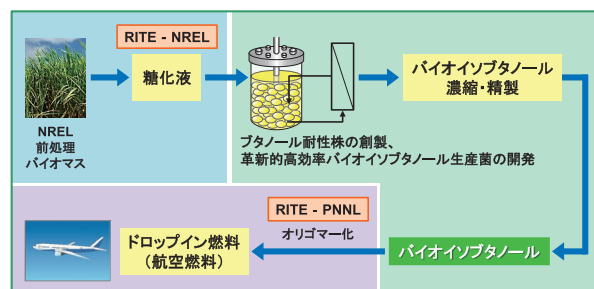 RITE - NREL
糖化液
NREL
前処理
バイオマス
ブタノール耐性株の創製、
革新的高効率バイオイソブタノール生産菌の開発
バイオイソブタノール
濃縮・精製
バイオイソブタノール
RITE - PNNL
オリゴマー化
ドロップイン燃料
（航空燃料）